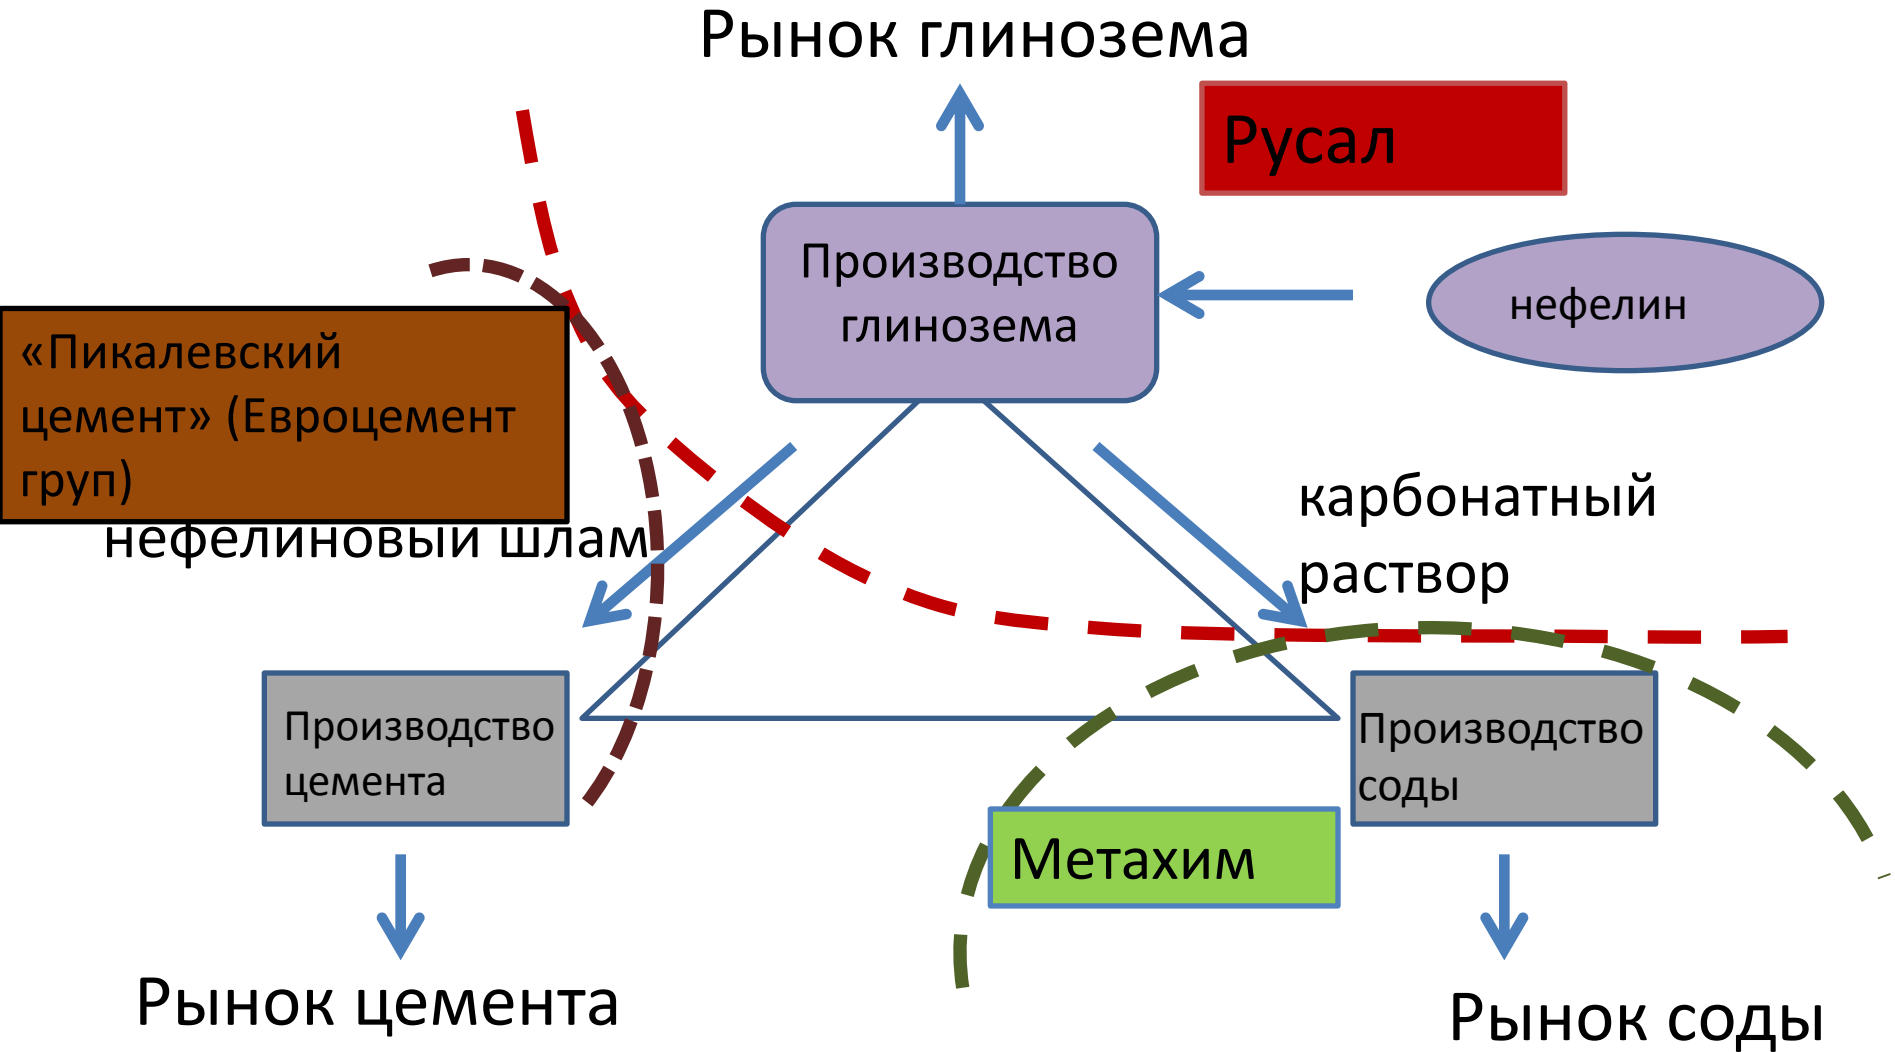 Рынок глинозема
Русал
Производство
глинозема
нефелин
«Пикалевский
цемент» (Евроцемент
груп)
нефелиновый шлам
карбонатный
раствор
Производство
цемента
Производство
соды
Метахим
Рынок цемента
Рынок соды